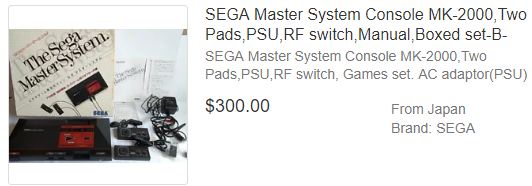 SEGA Master System Console MK-2000,Two
Pads,PSU,RF switch,Manual,Boxed set-B-
SEGA Master System Console MK-2000,Two
Pads,PSU,RF switch, Games set. AC adaptor(PSU)
$300.00
From Japan
Brand: SEGA
The Sega
Master System.
SEGA